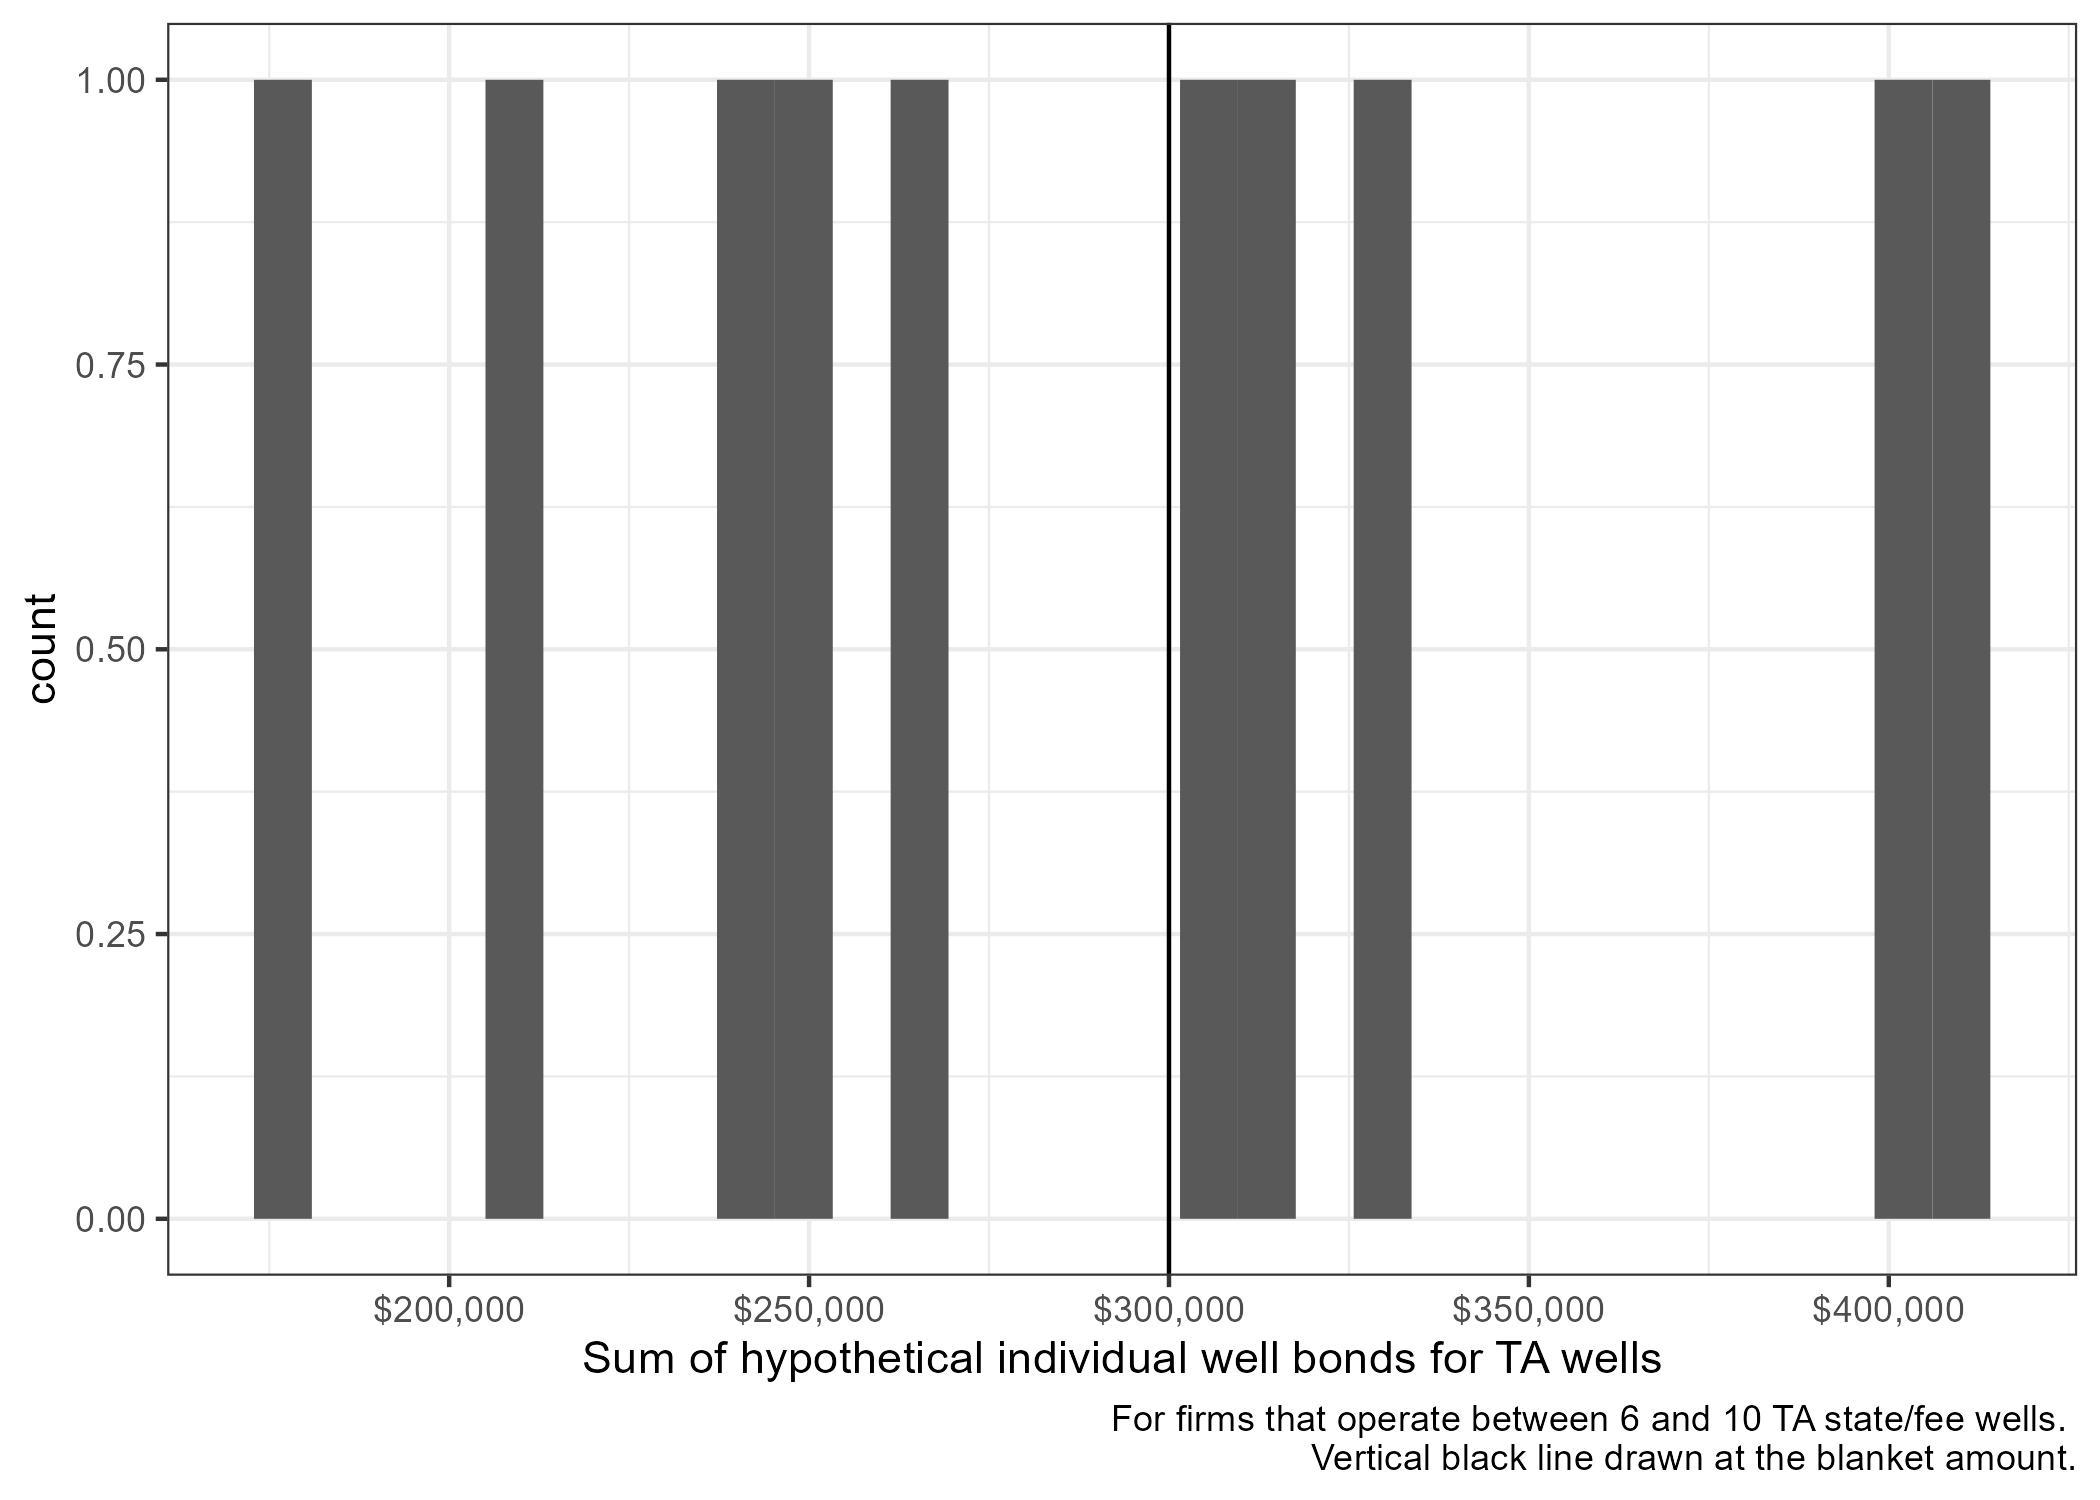 1.00
0.75
0.50
0.25
0.00
count
$200,000 $250,000 $300,000 $350,000 $400,000
Sum of hypothetical individual well bonds for TA wells
For firms that operate between 6 and 10 TA state/fee wells.
Vertical black line drawn at the blanket amount.